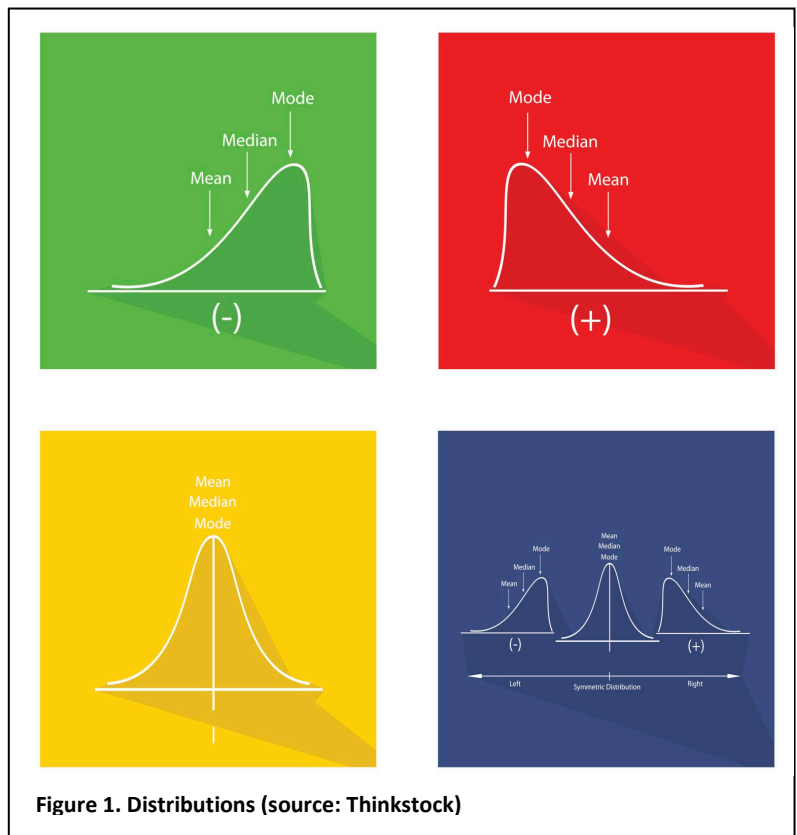 Mode
Median
Mean
(-)
Mode
Median
Mean
(+)
Mean
Median
Mode
Mode
Median
Mean
(-)
Mean
Median
Mode
Mode
Median
Mean
(+)
Left
Symmetric Distribution
Right
Figure 1. Distributions (source: Thinkstock)